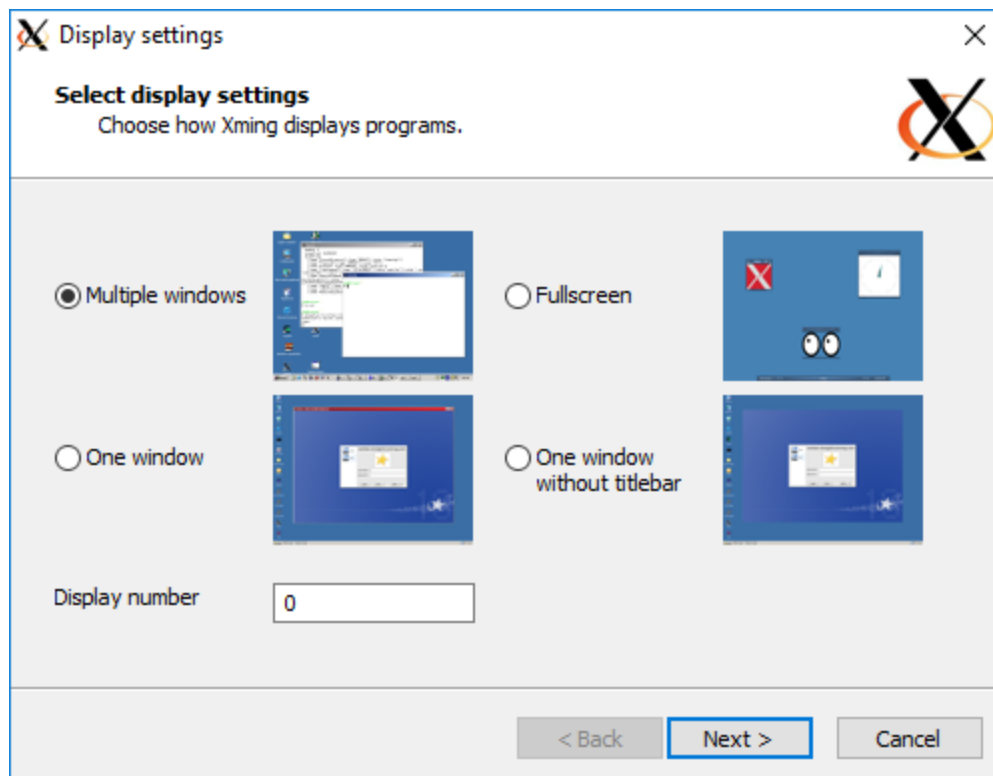 Display settings
Select display settings
Choose how Xming displays programs.
Multiple windows
Fullscreen
One window
One window
without titlebar
Display number
0
< Back
Next >
Cancel